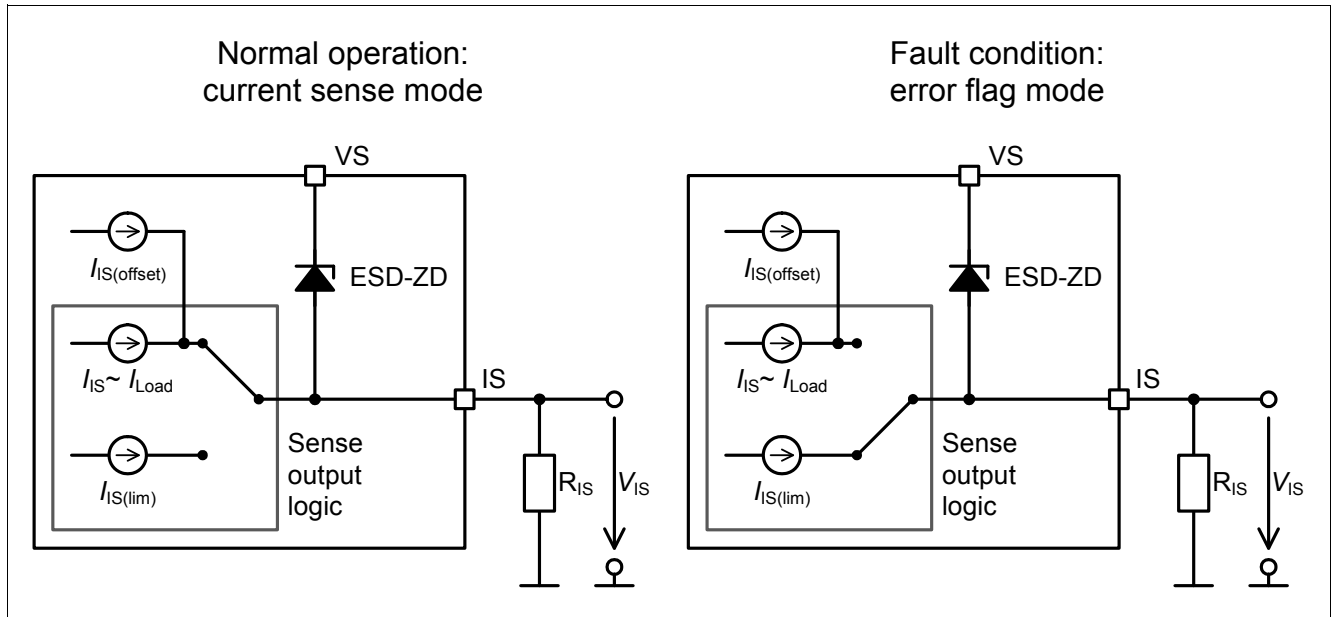 Normal operation:
current sense mode
VS
I_IS(offset)
ESD-ZD
I_IS~ I_Load
IS
I_IS(lim)
Sense
output
logic
R_IS
V_IS
Fault condition:
error flag mode
VS
I_IS(offset)
ESD-ZD
I_IS~ I_Load
IS
I_IS(lim)
Sense
output
logic
R_IS
V_IS